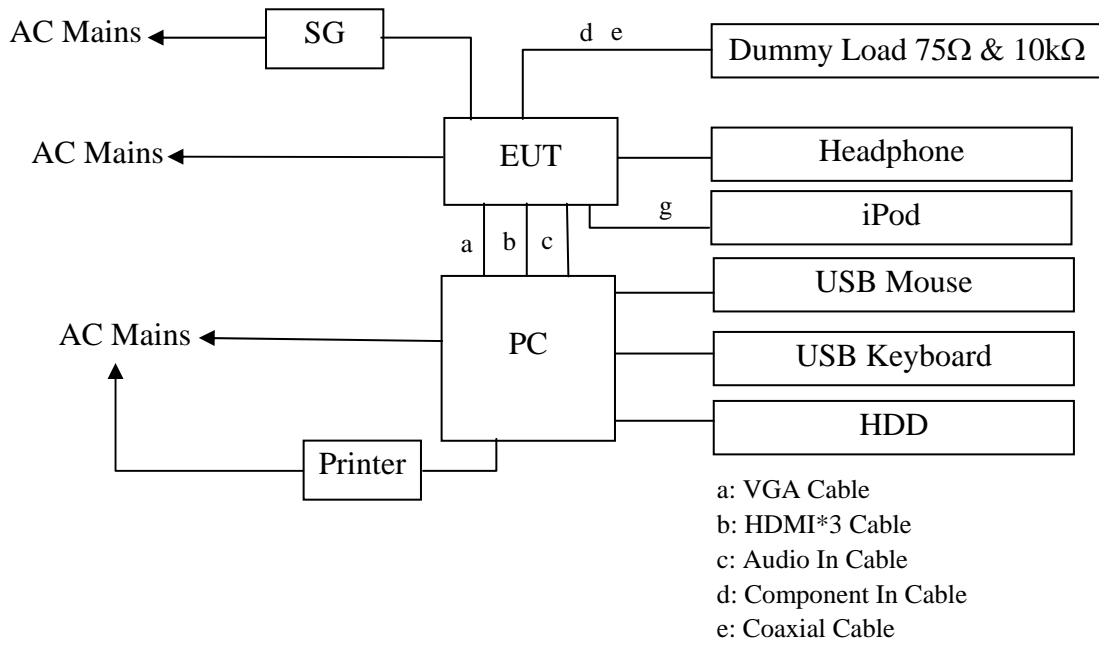 AC Mains
SG
d e
Dummy Load 75Ω & 10kΩ
AC Mains
EUT
Headphone
g
iPod
a
b
c
USB Mouse
AC Mains
PC
USB Keyboard
HDD
Printer
a: VGA Cable
b: HDMI*3 Cable
c: Audio In Cable
d: Component In Cable
e: Coaxial Cable